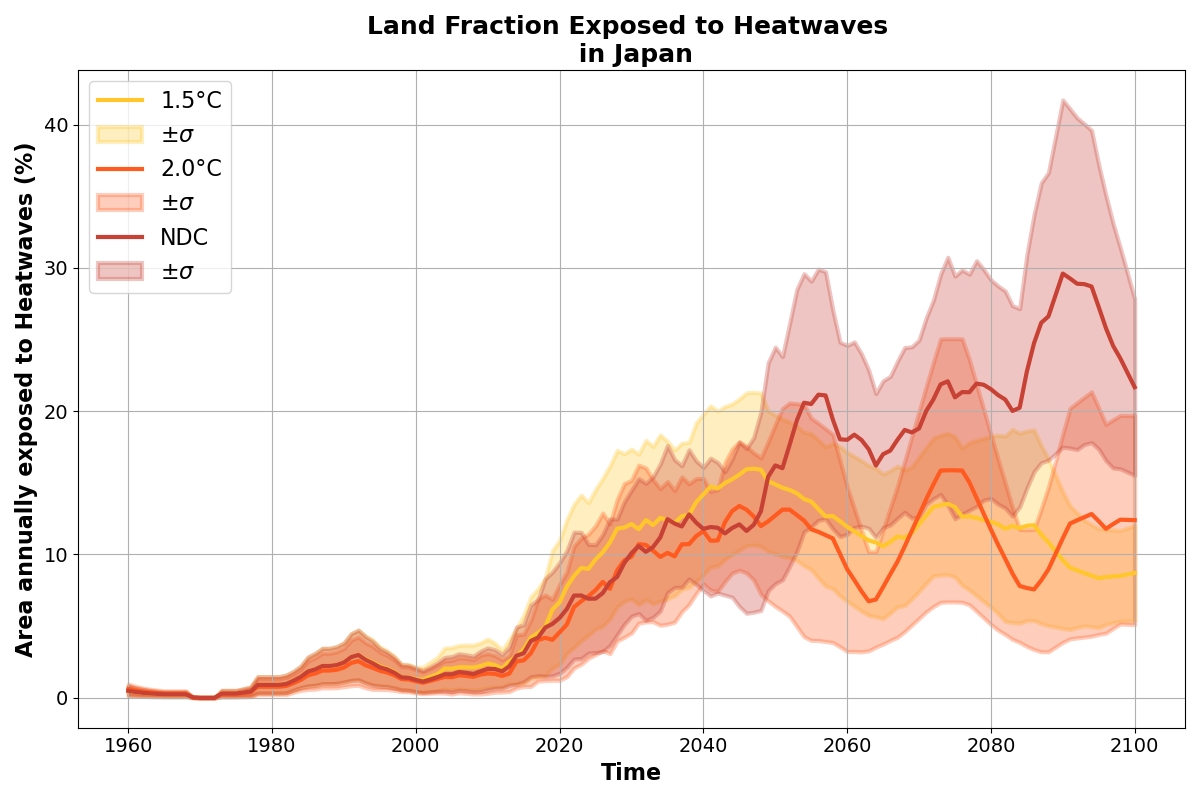 Land Fraction Exposed to Heatwaves
in Japan
1.5°C
±σ
2.0°C
±σ
NDC
±σ
Area annually exposed to Heatwaves (%)
40
30
20
10
0
1960 1980 2000 2020 2040 2060 2080 2100
Time